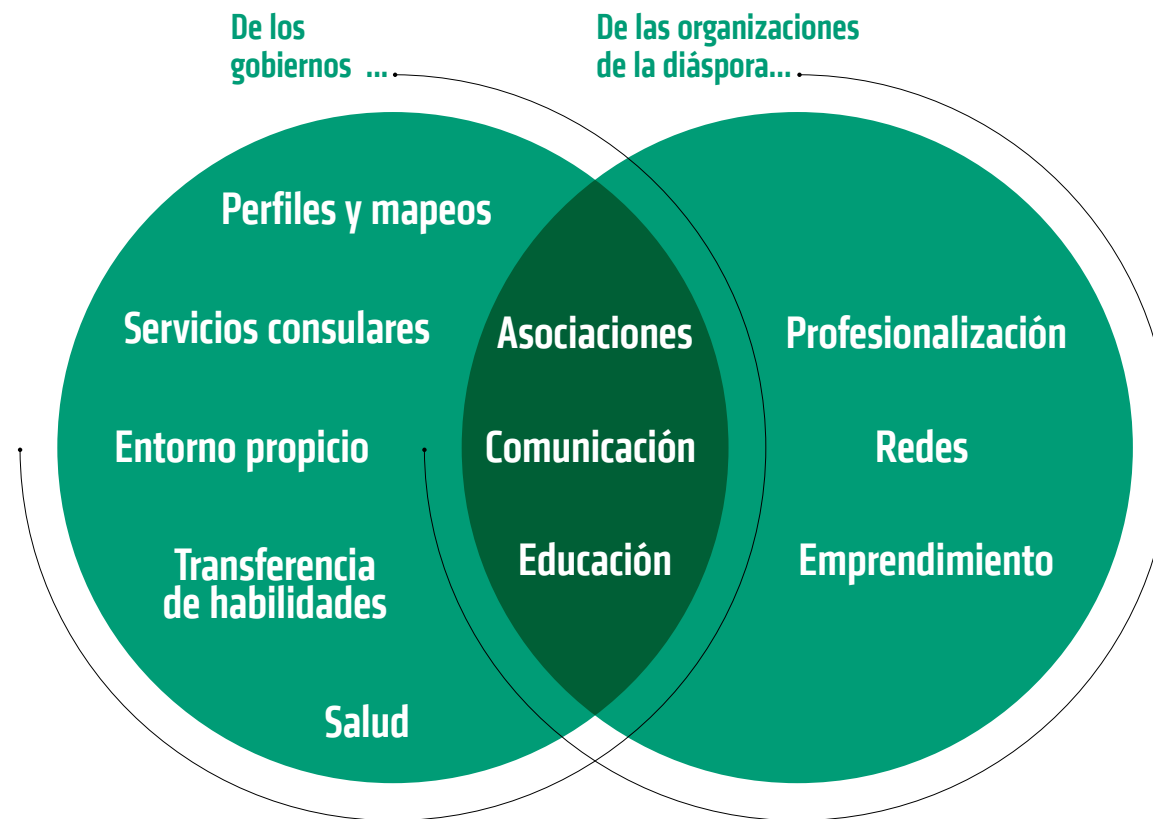 De los
gobiernos ...
De las organizaciones
de la diáspora...
Perfiles y mapeos
Servicios consulares
Entorno propicio
Transferencia
de habilidades
Salud
Asociaciones
Comunicación
Educación
Profesionalización
Redes
Emprendimiento